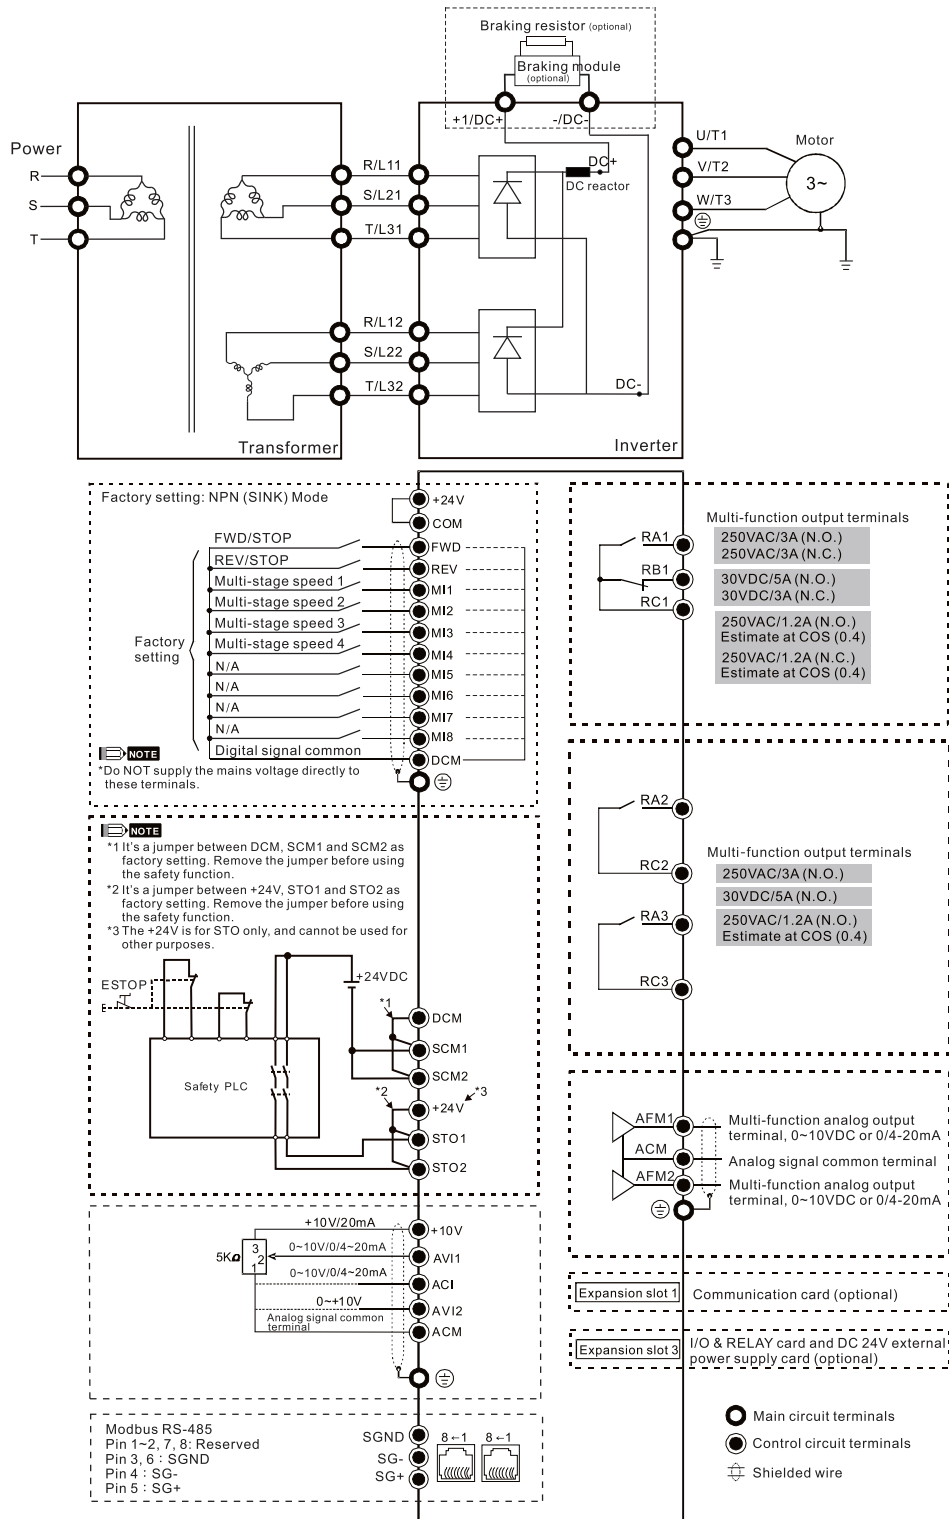 Braking resistor (optional)
Braking module
(optional)
+1/DC+
-/DC-
Power
R
S
T
R/L11
S/L21
T/L31
R/L12
S/L22
T/L32
Transformer
DC+
DC reactor
DC-
Inverter
U/T1
V/T2
W/T3
Motor
3~
Factory setting: NPN (SINK) Mode
+24V
COM
FWD/STOP
FWD
REV/STOP
REV
Multi-stage speed 1
MI1
Multi-stage speed 2
MI2
Multi-stage speed 3
MI3
Multi-stage speed 4
MI4
Factory
setting
N/A
MI5
N/A
MI6
N/A
MI7
N/A
MI8
Digital signal common
DCM
NOTE
*Do NOT supply the mains voltage directly to
these terminals.
NOTE
*1 It's a jumper between DCM, SCM1 and SCM2 as
factory setting. Remove the jumper before using
the safety function.
*2 It's a jumper between +24V, STO1 and STO2 as
factory setting. Remove the jumper before using
the safety function.
*3 The +24V is for STO only, and cannot be used for
other purposes.
ESTOP
+24VDC
Safety PLC
*1
DCM
SCM1
SCM2
*2
+24V
*3
STO1
STO2
+10V/20mA
+10V
5KΩ
3
2
1
0~10V/0/4~20mA
AVI1
0~10V/0/4~20mA
ACI
0~+10V
AVI2
Analog signal common
terminal
ACM
Modbus RS-485
Pin 1~2, 7, 8: Reserved
Pin 3, 6 : SGND
Pin 4 : SG-
Pin 5 : SG+
SGND
SG-
SG+
8←1
8←1
RA1
RB1
RC1
Multi-function output terminals
250VAC/3A (N.O.)
250VAC/3A (N.C.)
30VDC/5A (N.O.)
30VDC/3A (N.C.)
250VAC/1.2A (N.O.)
Estimate at COS (0.4)
250VAC/1.2A (N.C.)
Estimate at COS (0.4)
RA2
RC2
RA3
RC3
Multi-function output terminals
250VAC/3A (N.O.)
30VDC/5A (N.O.)
250VAC/1.2A (N.O.)
Estimate at COS (0.4)
AFM1
Multi-function analog output
terminal, 0~10VDC or 0/4-20mA
ACM
Analog signal common terminal
AFM2
Multi-function analog output
terminal, 0~10VDC or 0/4-20mA
Expansion slot 1
Communication card (optional)
Expansion slot 3
I/O & RELAY card and DC 24V external
power supply card (optional)
Main circuit terminals
Control circuit terminals
Shielded wire